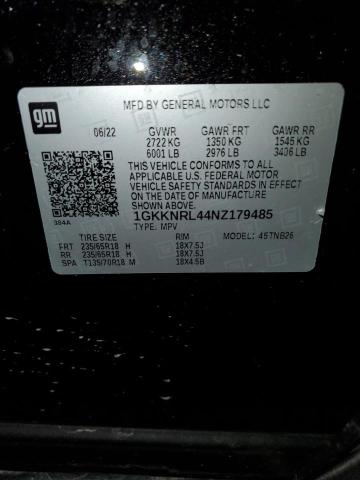 gm
MFD BY GENERAL MOTORS LLC
06/22 GVWR GAWR FRT GAWR RR
2722 KG 1350 KG 1545 KG
6001 LB 2976 LB 3406 LB
THIS VEHICLE CONFORMS TO ALL
APPLICABLE U.S. FEDERAL MOTOR
VEHICLE SAFETY STANDARDS IN EFFECT
ON THE DATE OF MANUFACTURE
SHOWN ABOVE.
384A
1GKKNRL44NZ179485
TYPE: MPV MODEL: 45TNB26
TIRE SIZE RIM
FRT 235/65R18 H 18X7.5J
RR 235/65R18 H 18X7.5J
SPA T135/70R18 M 18X4.5B